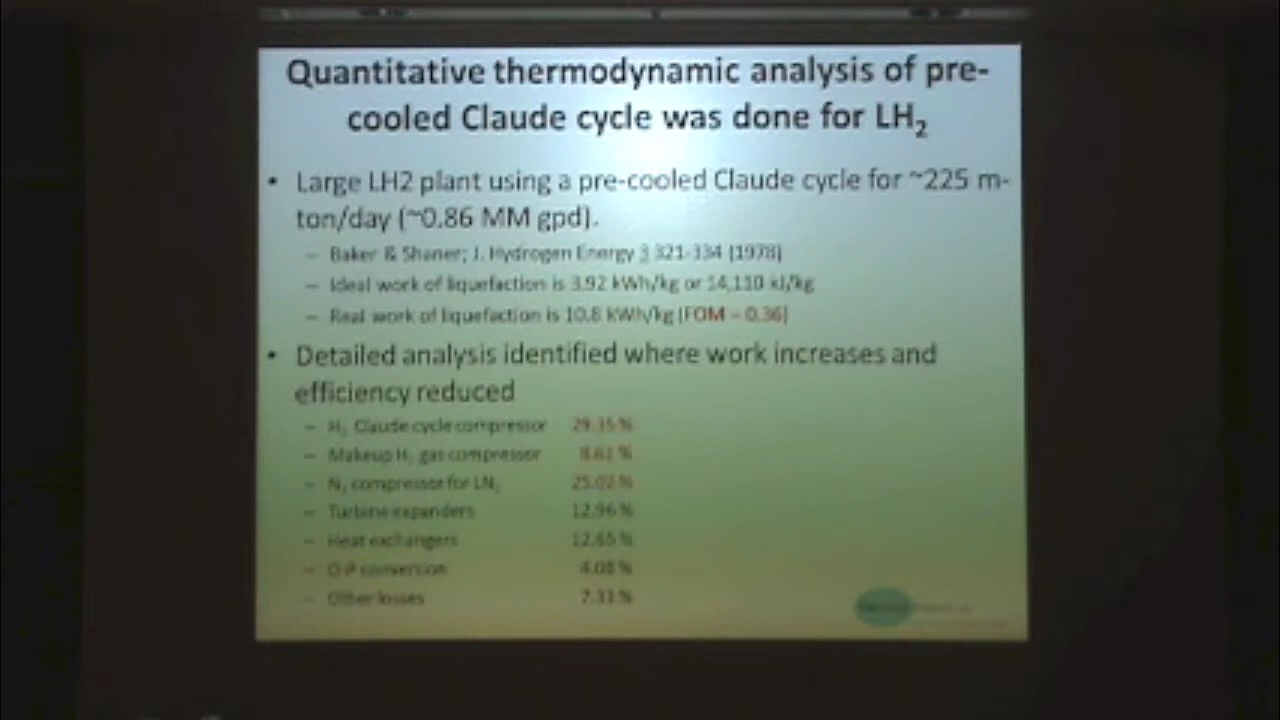 Quantitative thermodynamic analysis of pre-
cooled Claude cycle was done for LH₂
• Large LH2 plant using a pre-cooled Claude cycle for ~225 m-
ton/day (~0.86 MM gpd).
– Baker & Shaner; J. Hydrogen Energy 3 321-334 (1978)
– Ideal work of liquefaction is 3.92 kWh/kg or 14,110 kJ/kg
– Real work of liquefaction is 10.8 kWh/kg (FOM – 0.36)
• Detailed analysis identified where work increases and
efficiency reduced
– H₂ Claude cycle compressor 29.35 %
– Makeup H₂ gas compressor 8.61 %
– N₂ compressor for LN₂ 25.02 %
– Turbine expanders 12.96 %
– Heat exchangers 12.65 %
– O-P conversion 4.08 %
– Other losses 7.33 %